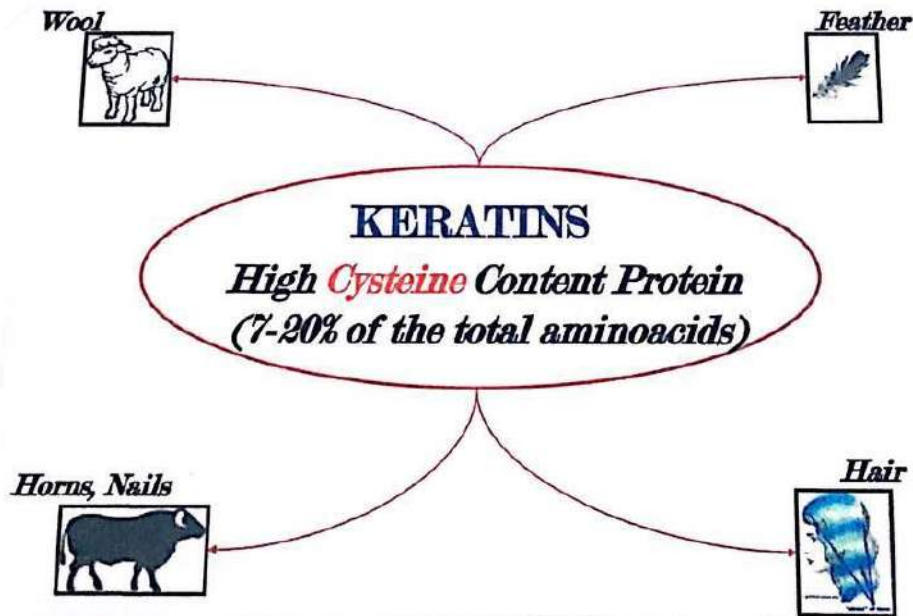 Wool
Feather
KERATINS
High Cysteine Content Protein
(7-20% of the total aminoacids)
Horns, Nails
Hair